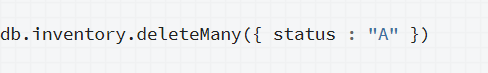 db.inventory.deleteMany({ status : "A" })